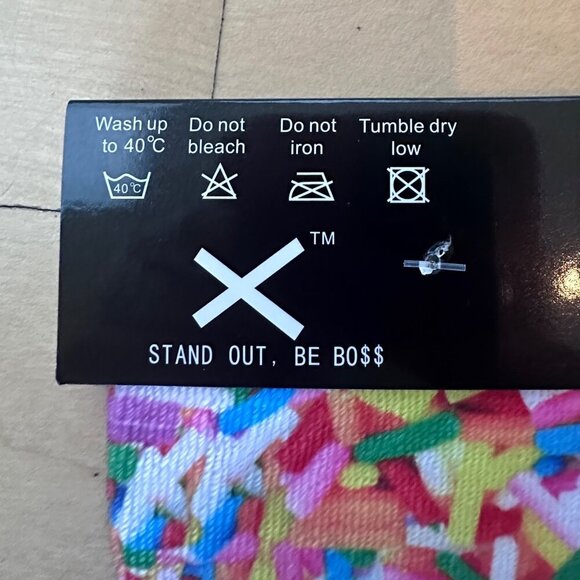 Wash up Do not Do not Tumble dry
to 40°C bleach iron low
40°C
TM
STAND OUT, BE BO$$